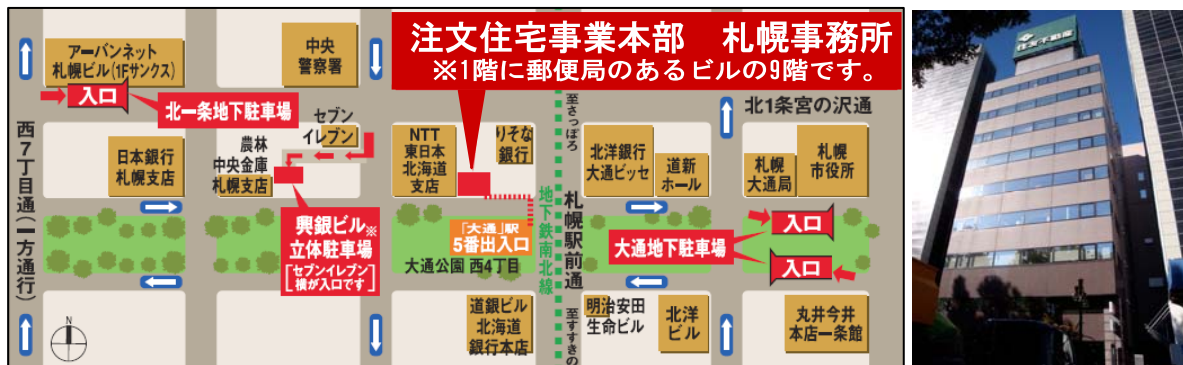 注文住宅事業本部　札幌事務所
※1階に郵便局のあるビルの9階です。
アーバンネット
札幌ビル(1Fサンクス)
入口
北一条地下駐車場
中央
警察署
セブン
イレブン
農林
中央金庫
札幌支店
日本銀行
札幌支店
西7丁目通(一方通行)
興銀ビル※
立体駐車場
[セブンイレブン
横が入口です]
NTT
東日本
北海道
支店
りそな
銀行
「大通」駅
5番出入口
大通公園 西4丁目
道銀ビル
北海道
銀行本店
至さっぽろ
地下鉄南北線
札幌駅前通
至すすきの
北洋銀行
大通ビッセ
道新
ホール
北1条宮の沢通
札幌
大通局
札幌
市役所
入口
大通地下駐車場
入口
明治安田
生命ビル
北洋
ビル
丸井今井
本店一条館
N
住友不動産